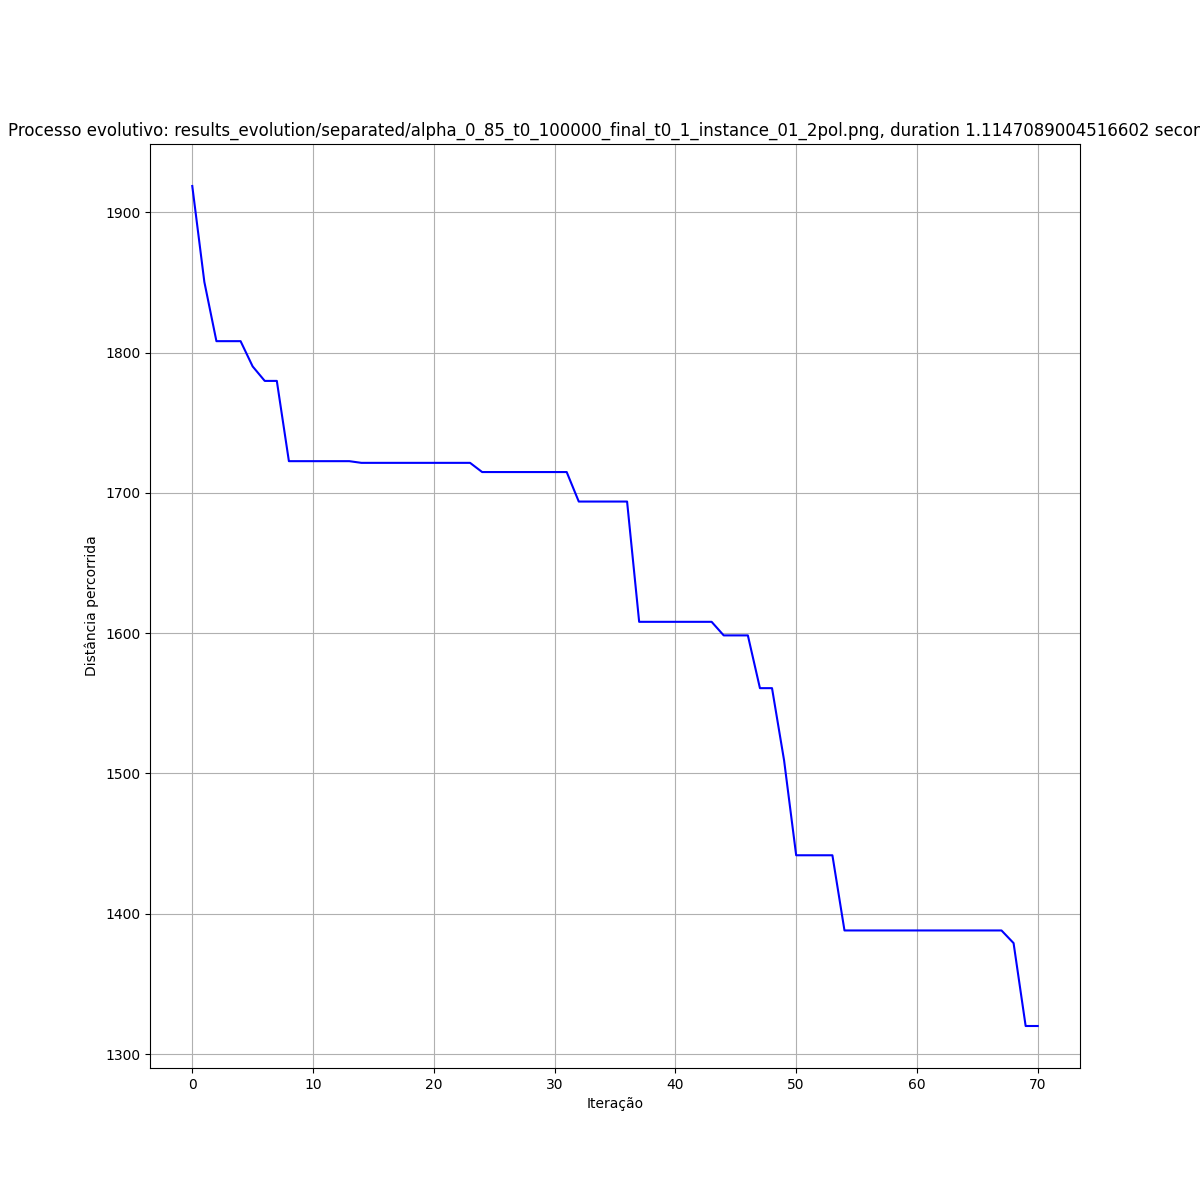 Processo evolutivo: results_evolution/separated/alpha_0_85_t0_100000_final_t0_1_instance_01_2pol.png, duration 1.1147089004516602
1900
1800
1700
1600
1500
1400
1300
Distância percorrida
0 10 20 30 40 50 60 70
Iteração